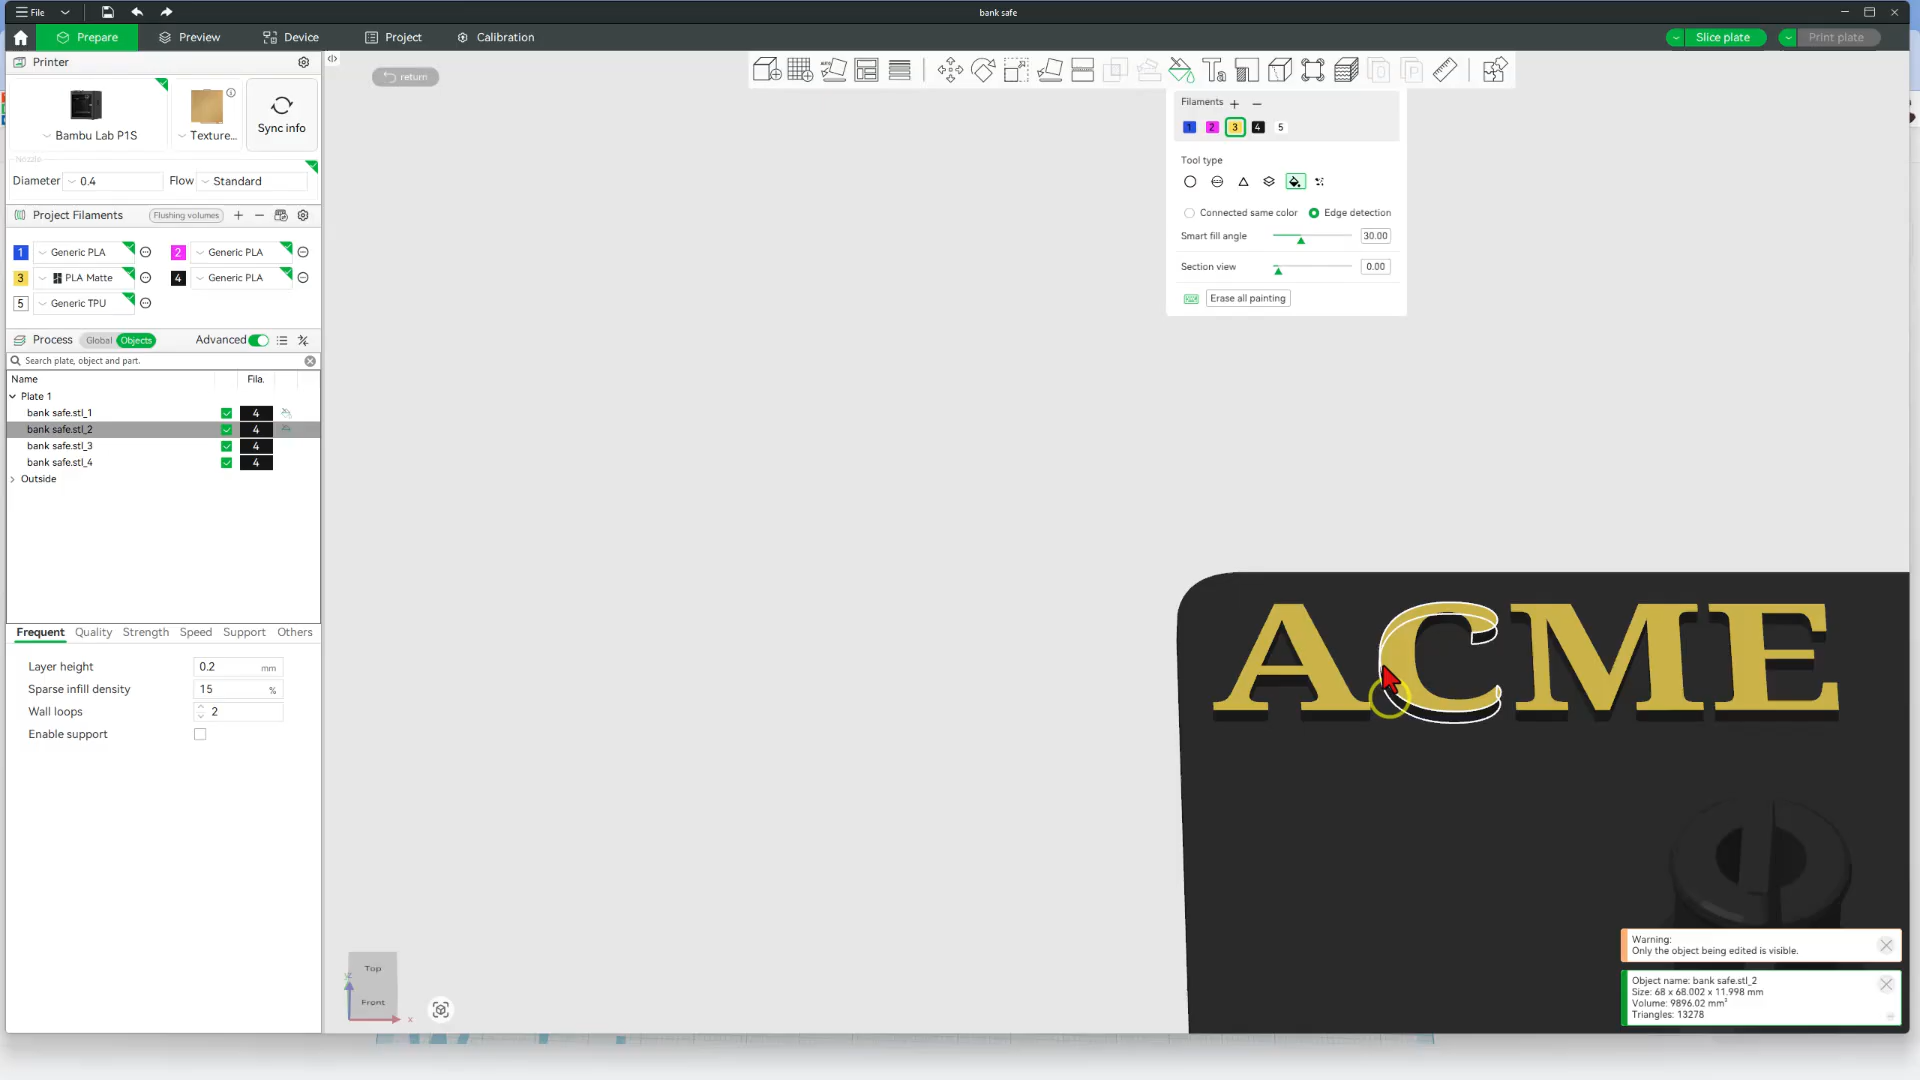 File
bank safe
Prepare
Preview
Device
Project
Calibration
Slice plate
Print plate
Printer
return
Bambu Lab P1S
Texture...
Sync info
Nozzle
Diameter
0.4
Flow
Standard
Project Filaments
Flushing volumes
1 Generic PLA
2 Generic PLA
3 PLA Matte
4 Generic PLA
5 Generic TPU
Process
Global
Objects
Advanced
Search plate, object and part.
Name
Fila.
Plate 1
bank safe.stl_1 4
bank safe.stl_2 4
bank safe.stl_3 4
bank safe.stl_4 4
Outside
Frequent
Quality
Strength
Speed
Support
Others
Layer height 0.2 mm
Sparse infill density 15 %
Wall loops 2
Enable support
Filaments
1 2 3 4 5
Tool type
Connected same color
Edge detection
Smart fill angle 30.00
Section view 0.00
Erase all painting
ACME
Top
Front
x
Warning:
Only the object being edited is visible.
Object name: bank safe.stl_2
Size: 68 x 68.002 x 11.998 mm
Volume: 9896.02 mm³
Triangles: 13278